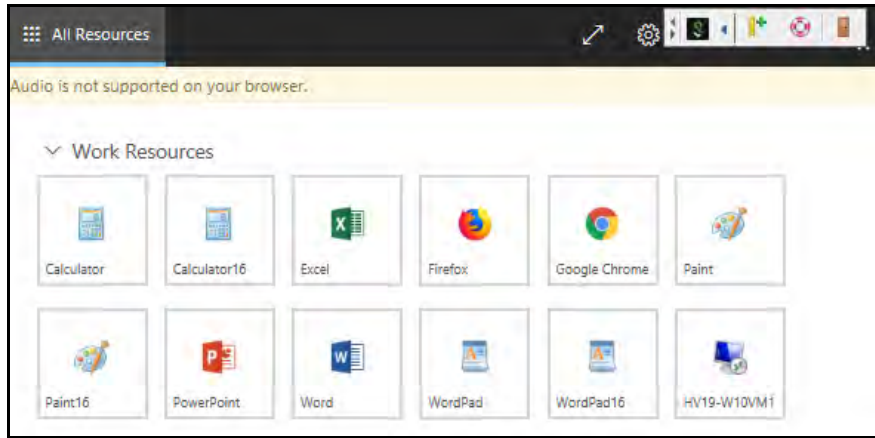 All Resources
Audio is not supported on your browser.
Work Resources
Calculator
Calculator16
Excel
Firefox
Google Chrome
Paint
Paint16
PowerPoint
Word
WordPad
WordPad16
HV19-W10VM1